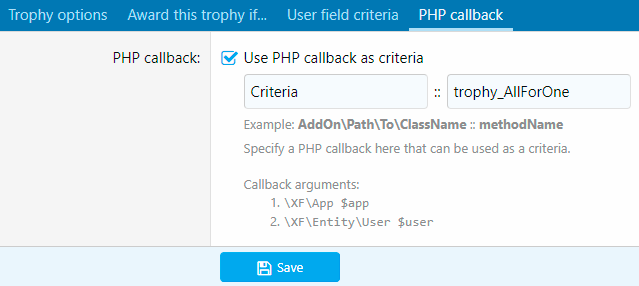 Trophy options Award this trophy if... User field criteria PHP callback
PHP callback: Use PHP callback as criteria
Criteria :: trophy_AllForOne
Example: AddOn\Path\To\ClassName :: methodName
Specify a PHP callback here that can be used as a criteria.
Callback arguments:
1. \XF\App $app
2. \XF\Entity\User $user
Save